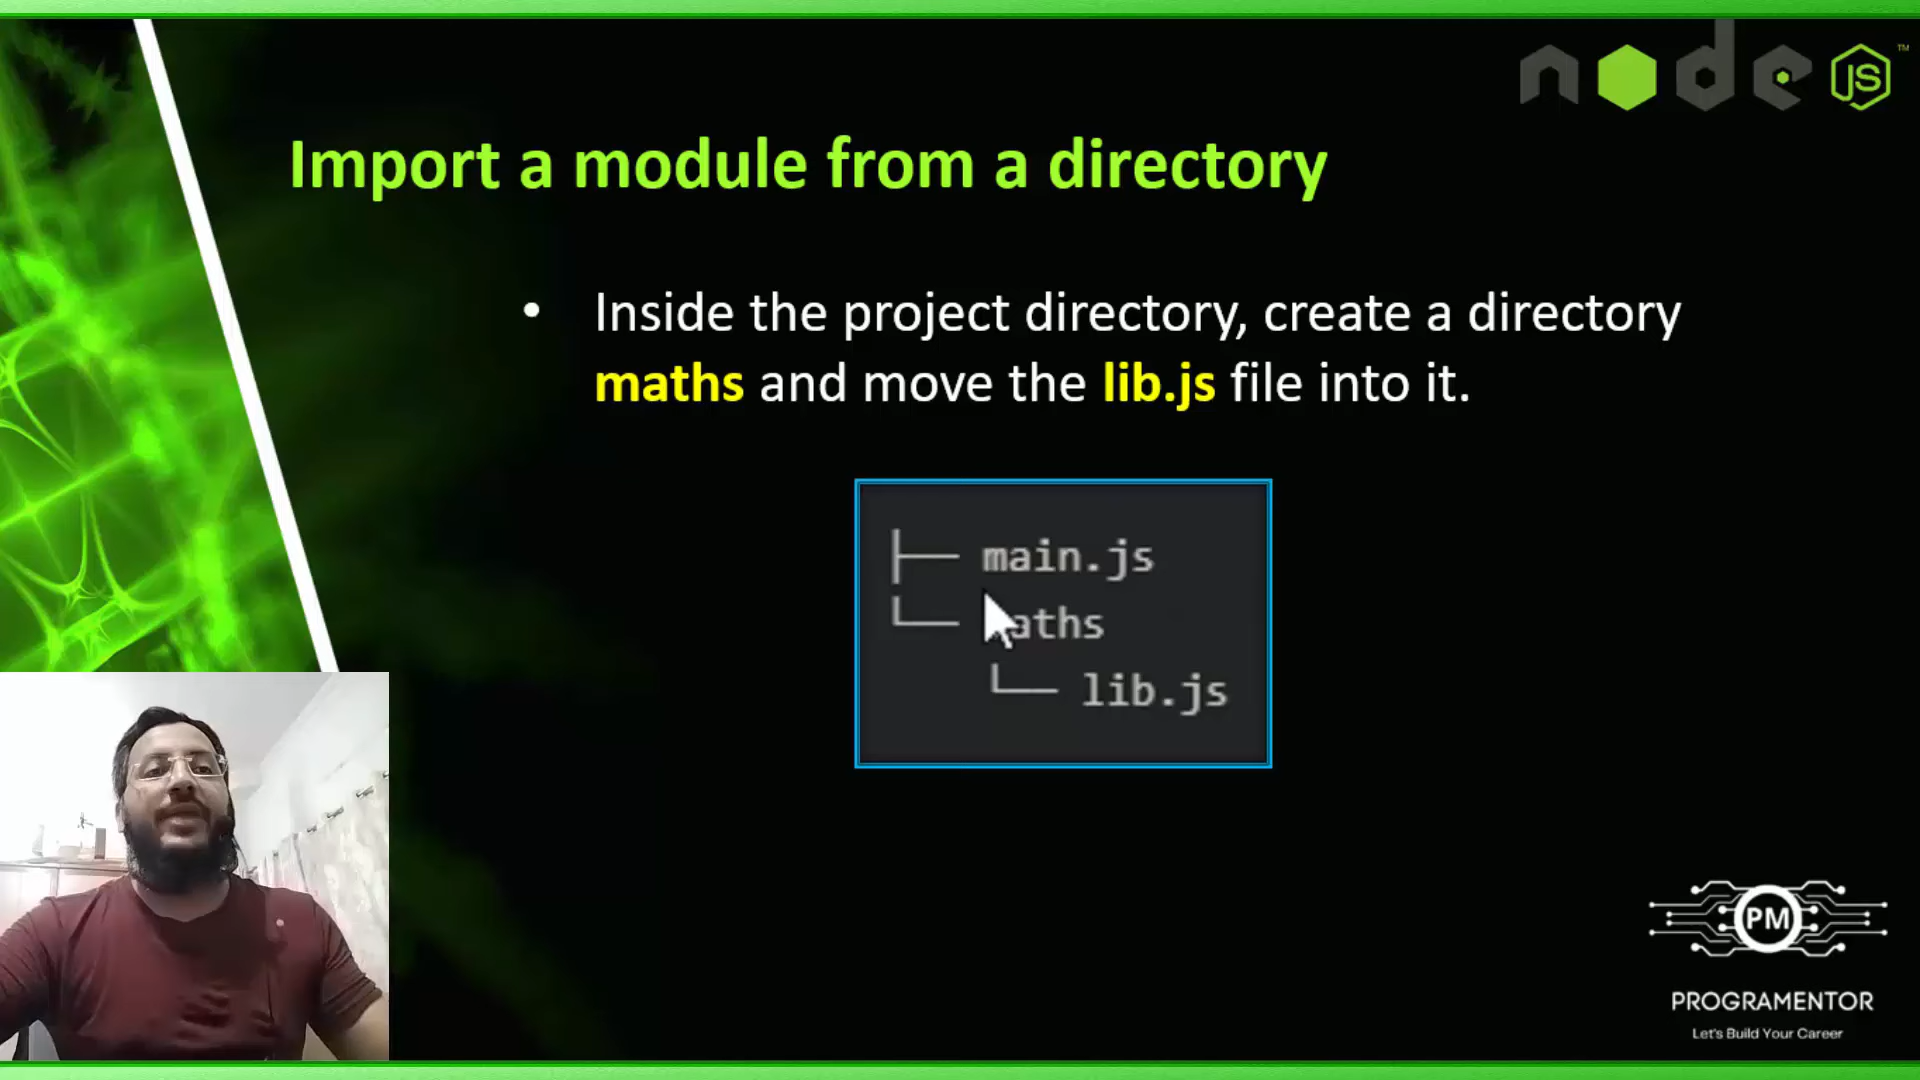 node JS ™
Import a module from a directory
• Inside the project directory, create a directory
maths and move the lib.js file into it.
├── main.js
└── aths
└── lib.js
PM
PROGRAMENTOR
Let's Build Your Career